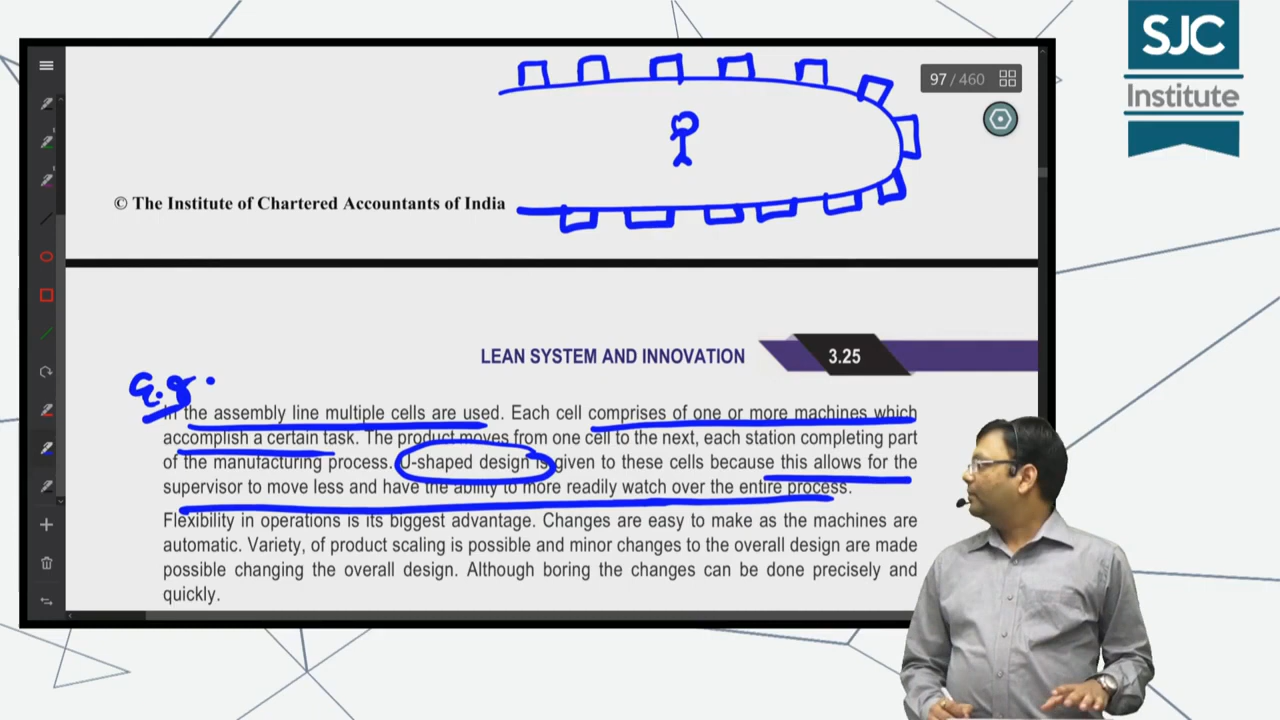 SJC
Institute
97 / 460
© The Institute of Chartered Accountants of India
LEAN SYSTEM AND INNOVATION
3.25
e.g.
In the assembly line multiple cells are used. Each cell comprises of one or more machines which
accomplish a certain task. The product moves from one cell to the next, each station completing part
of the manufacturing process. U-shaped design is given to these cells because this allows for the
supervisor to move less and have the ability to more readily watch over the entire process.
Flexibility in operations is its biggest advantage. Changes are easy to make as the machines are
automatic. Variety, of product scaling is possible and minor changes to the overall design are made
possible changing the overall design. Although boring the changes can be done precisely and
quickly.